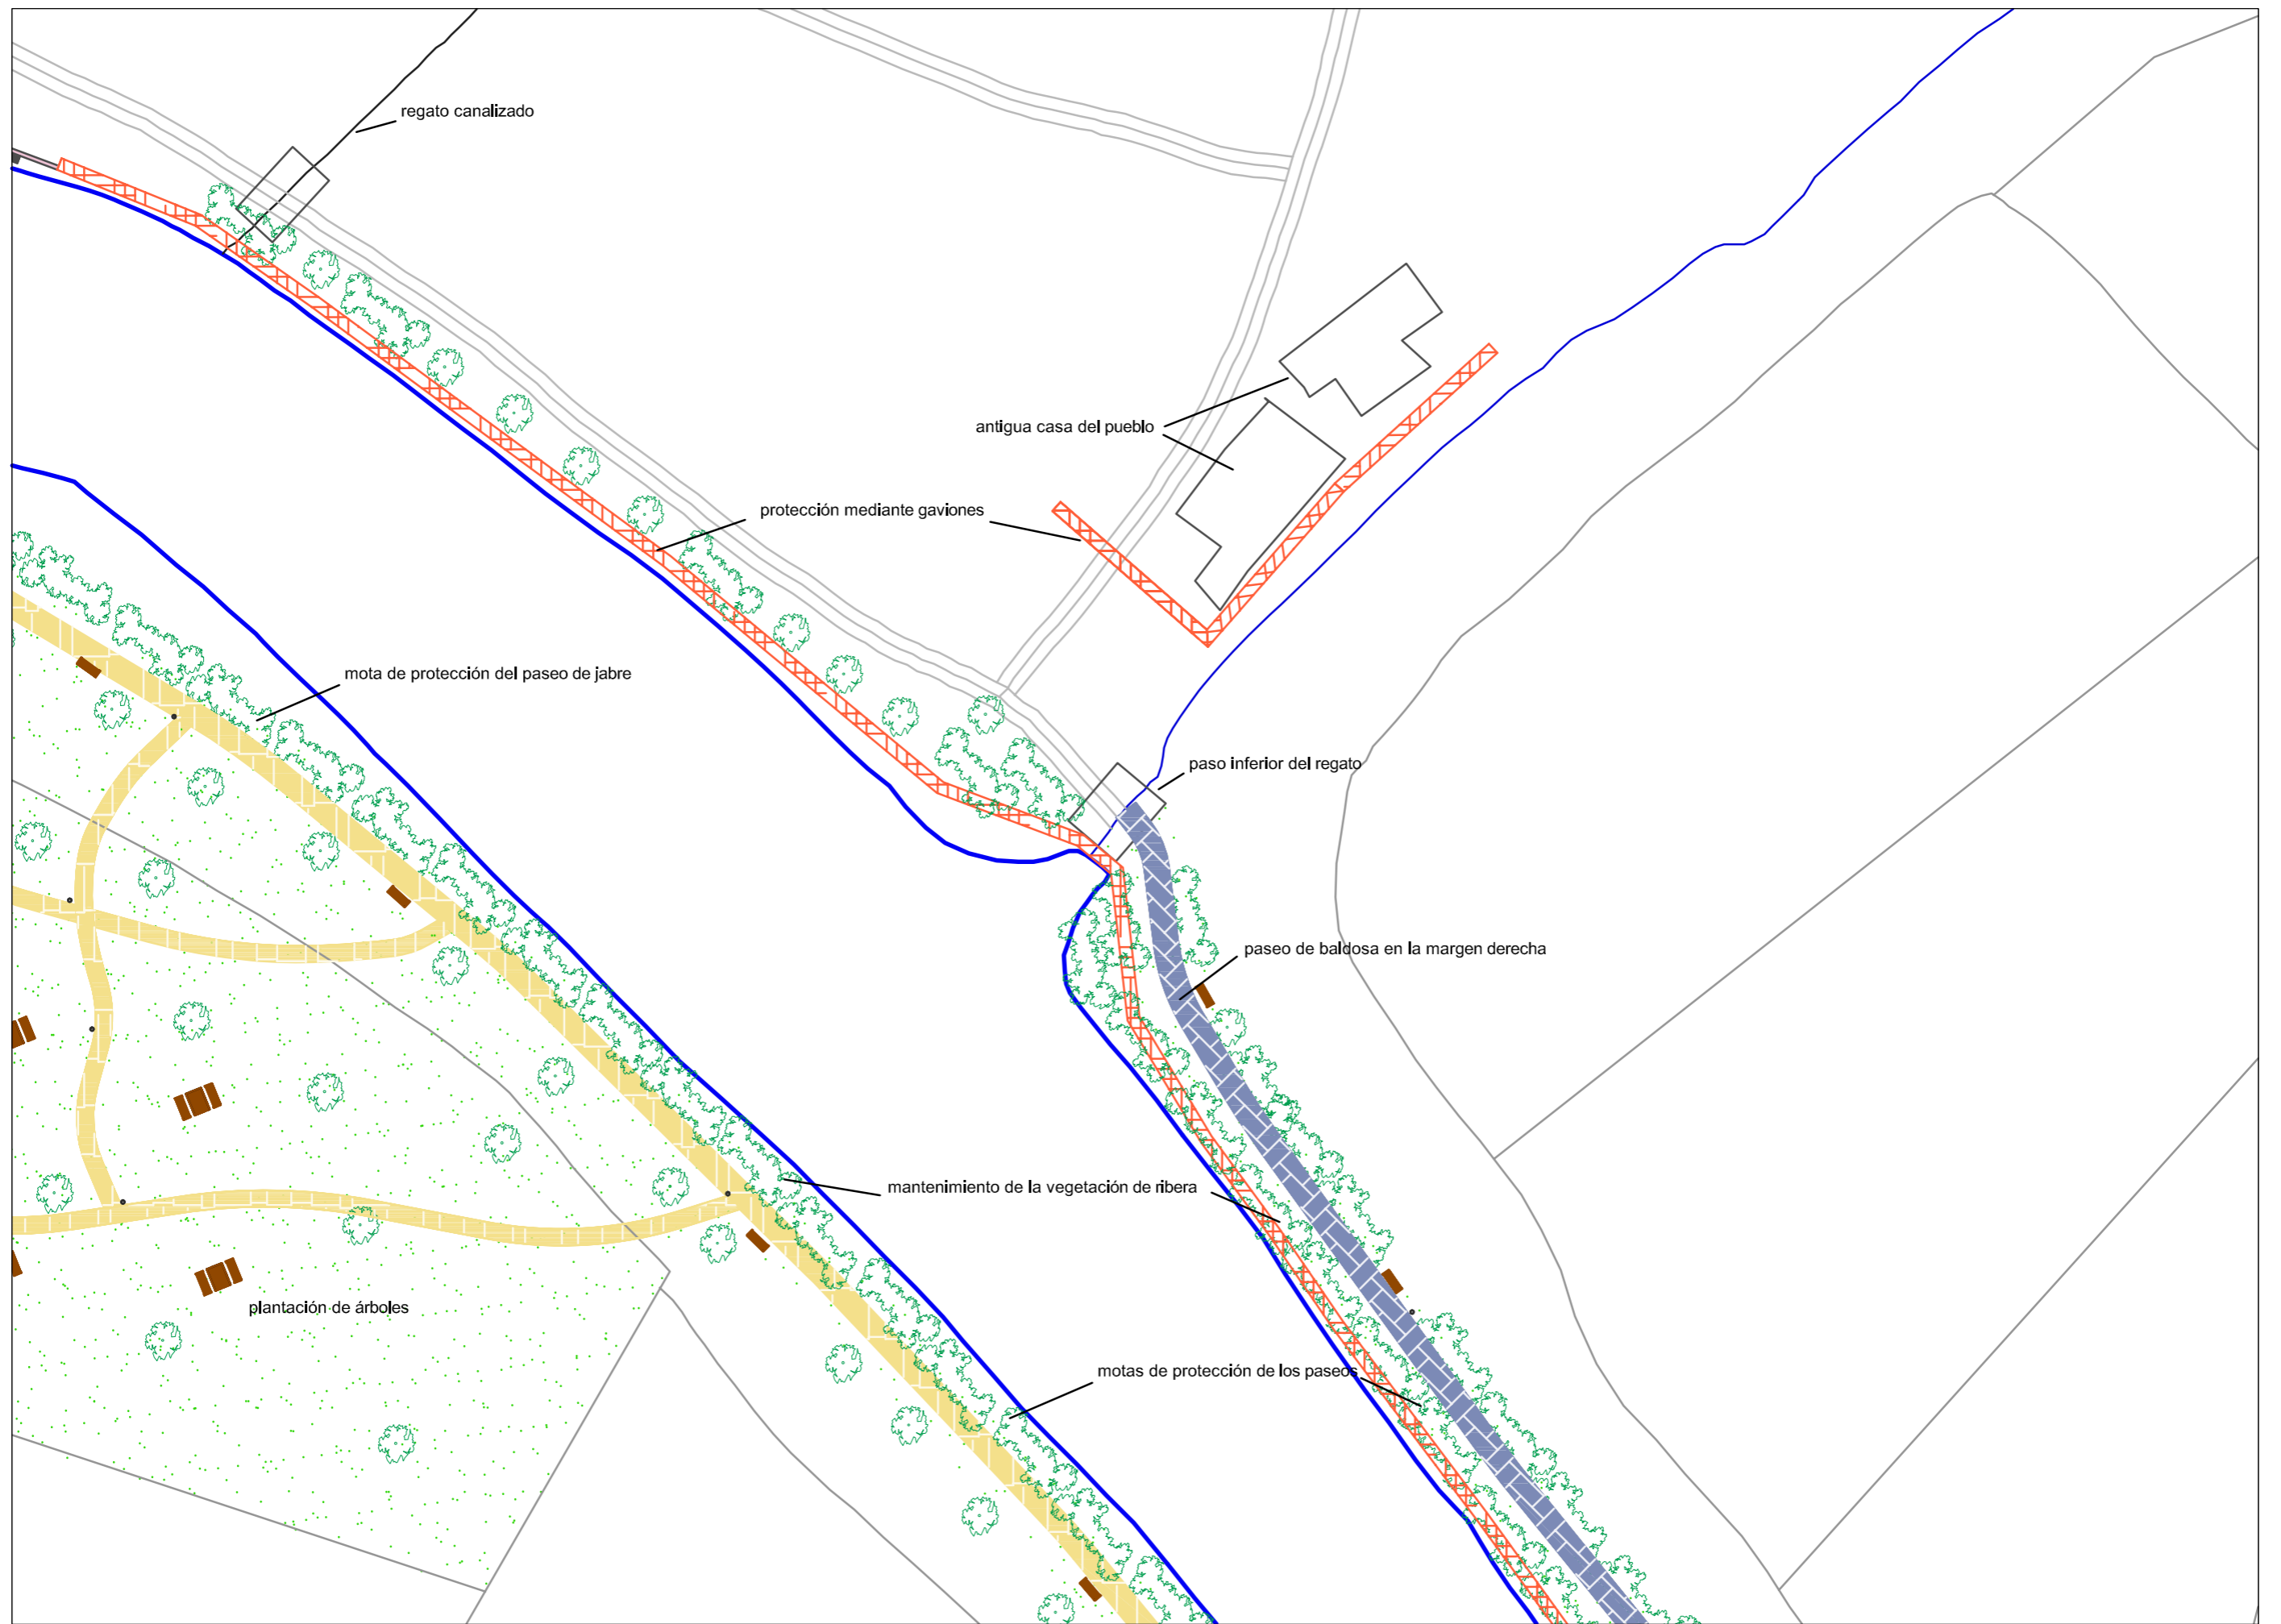 regato canalizado
antigua casa del pueblo
protección mediante gaviones
mota de protección del paseo de jabre
paso inferior del regato
paseo de baldosa en la margen derecha
mantenimiento de la vegetación de ribera
plantación de árboles
motas de protección de los paseos